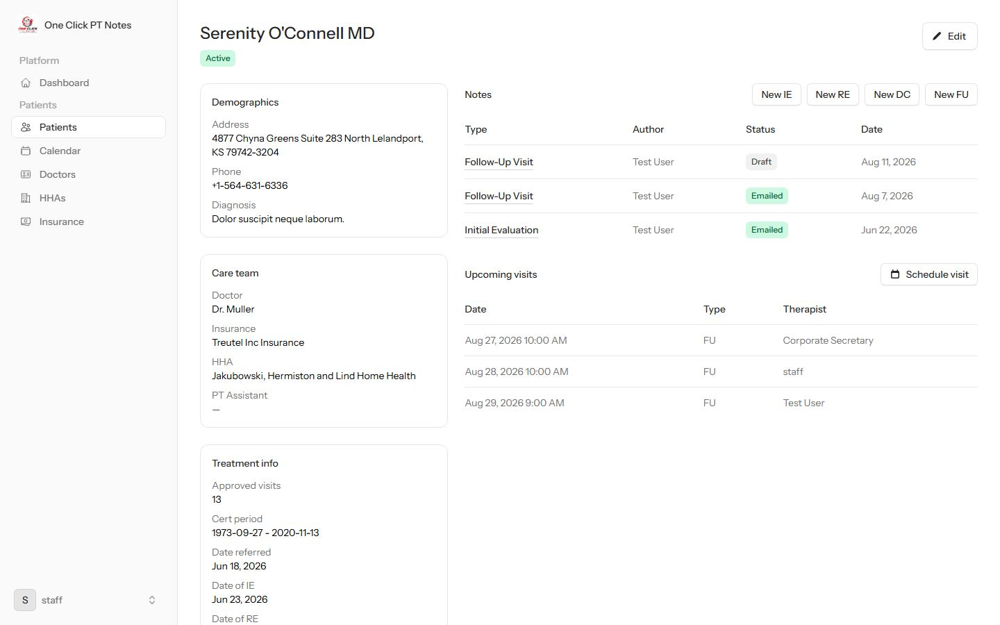 One Click PT Notes
Platform
Dashboard
Patients
Patients
Calendar
Doctors
HHAs
Insurance
S staff
Serenity O'Connell MD
Edit
Active
Demographics
Address
4877 Chyna Greens Suite 283 North Lelandport,
KS 79742-3204
Phone
+1-564-631-6336
Diagnosis
Dolor suscipit neque laborum.
Care team
Doctor
Dr. Muller
Insurance
Treutel Inc Insurance
HHA
Jakubowski, Hermiston and Lind Home Health
PT Assistant
—
Treatment info
Approved visits
13
Cert period
1973-09-27 - 2020-11-13
Date referred
Jun 18, 2026
Date of IE
Jun 23, 2026
Date of RE
Notes New IE New RE New DC New FU
Type Author Status Date
Follow-Up Visit Test User Draft Aug 11, 2026
Follow-Up Visit Test User Emailed Aug 7, 2026
Initial Evaluation Test User Emailed Jun 22, 2026
Upcoming visits Schedule visit
Date Type Therapist
Aug 27, 2026 10:00 AM FU Corporate Secretary
Aug 28, 2026 10:00 AM FU staff
Aug 29, 2026 9:00 AM FU Test User